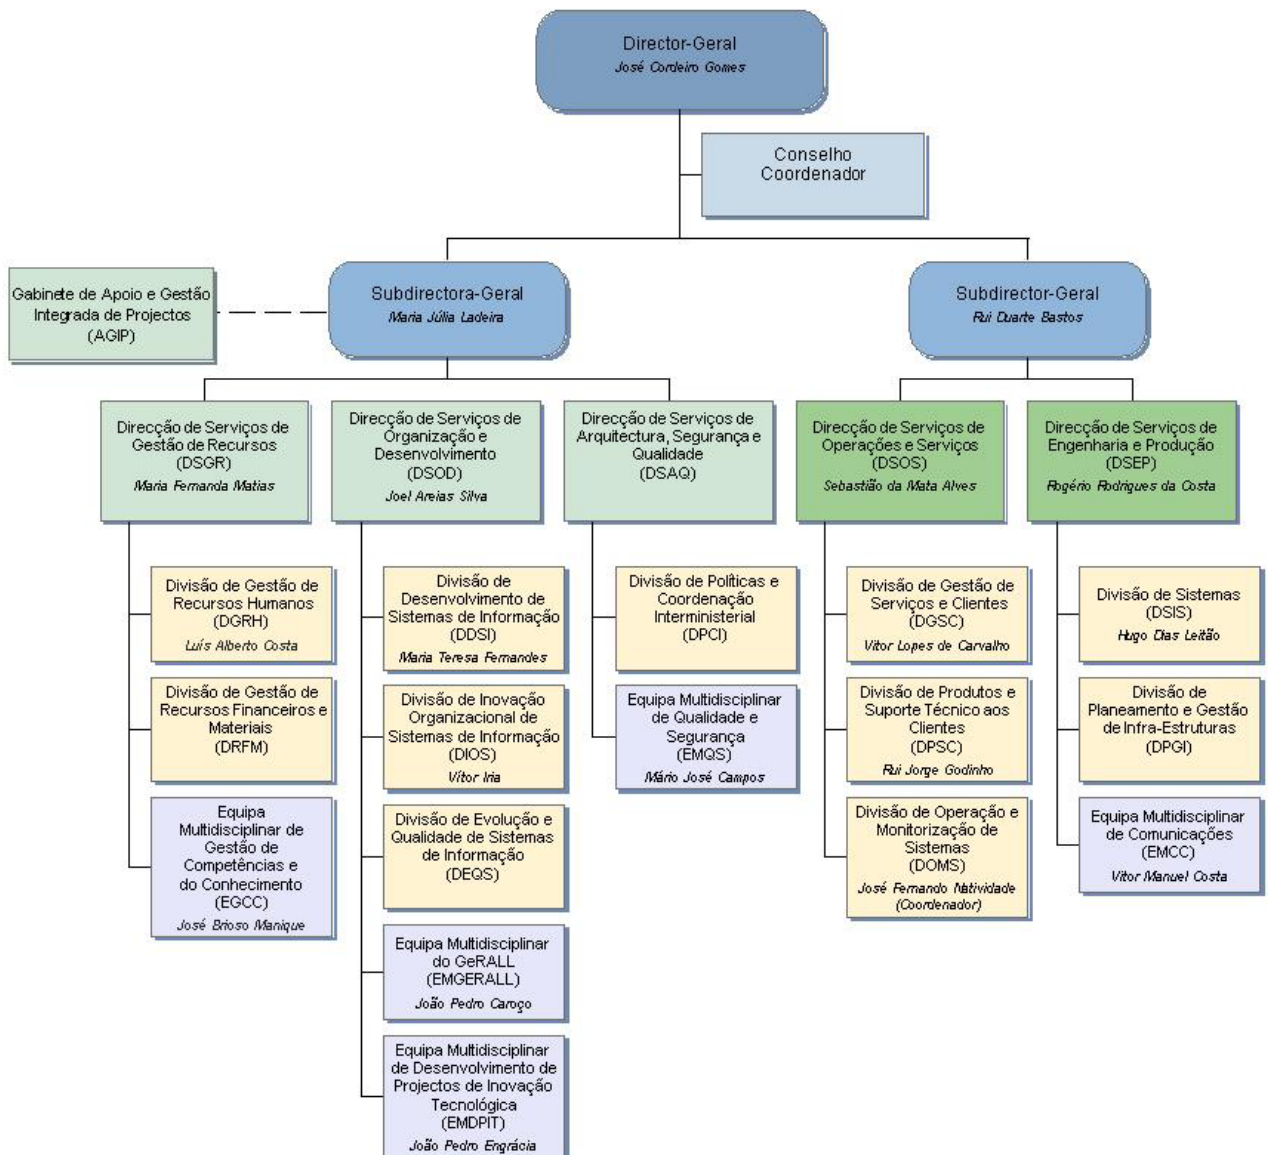 Director-Geral
José Cordeiro Gomes
Conselho
Coordenador
Gabinete de Apoio e Gestão
Integrada de Projectos
(AGIP)
Subdirectora-Geral
Maria Júlia Ladeira
Subdirector-Geral
Rui Duarte Bastos
Direcção de Serviços de
Gestão de Recursos
(DSGR)
Maria Fernanda Matias
Direcção de Serviços de
Organização e
Desenvolvimento
(DSOD)
Joel Areias Silva
Direcção de Serviços de
Arquitectura, Segurança e
Qualidade
(DSAQ)
Direcção de Serviços de
Operações e Serviços
(DSOS)
Sebastião da Mata Alves
Direcção de Serviços de
Engenharia e Produção
(DSEP)
Rogério Rodrigues da Costa
Divisão de Gestão de
Recursos Humanos
(DGRH)
Luís Alberto Costa
Divisão de Gestão de
Recursos Financeiros e
Materiais
(DRFM)
Equipa
Multidisciplinar de
Gestão de
Competências e
do Conhecimento
(EGCC)
José Brioso Manique
Divisão de
Desenvolvimento de
Sistemas de Informação
(DDSI)
Maria Teresa Fernandes
Divisão de Inovação
Organizacional de
Sistemas de Informação
(DIOS)
Vítor Iria
Divisão de Evolução e
Qualidade de Sistemas
de Informação
(DEQS)
Equipa Multidisciplinar
do GeRALL
(EMGERALL)
João Pedro Caroço
Equipa Multidisciplinar
de Desenvolvimento de
Projectos de Inovação
Tecnológica
(EMDPIT)
João Pedro Engrácia
Divisão de Políticas e
Coordenação
Interministerial
(DPCI)
Equipa Multidisciplinar
de Qualidade e
Segurança
(EMQS)
Mário José Campos
Divisão de Gestão de
Serviços e Clientes
(DGSC)
Vitor Lopes de Carvalho
Divisão de Produtos e
Suporte Técnico aos
Clientes
(DPSC)
Rui Jorge Godinho
Divisão de Operação e
Monitorização de
Sistemas
(DOMS)
José Fernando Natividade
(Coordenador)
Divisão de Sistemas
(DSIS)
Hugo Dias Leitão
Divisão de
Planeamento e Gestão
de Infra-Estruturas
(DPGI)
Equipa Multidisciplinar
de Comunicações
(EMCC)
Vitor Manuel Costa